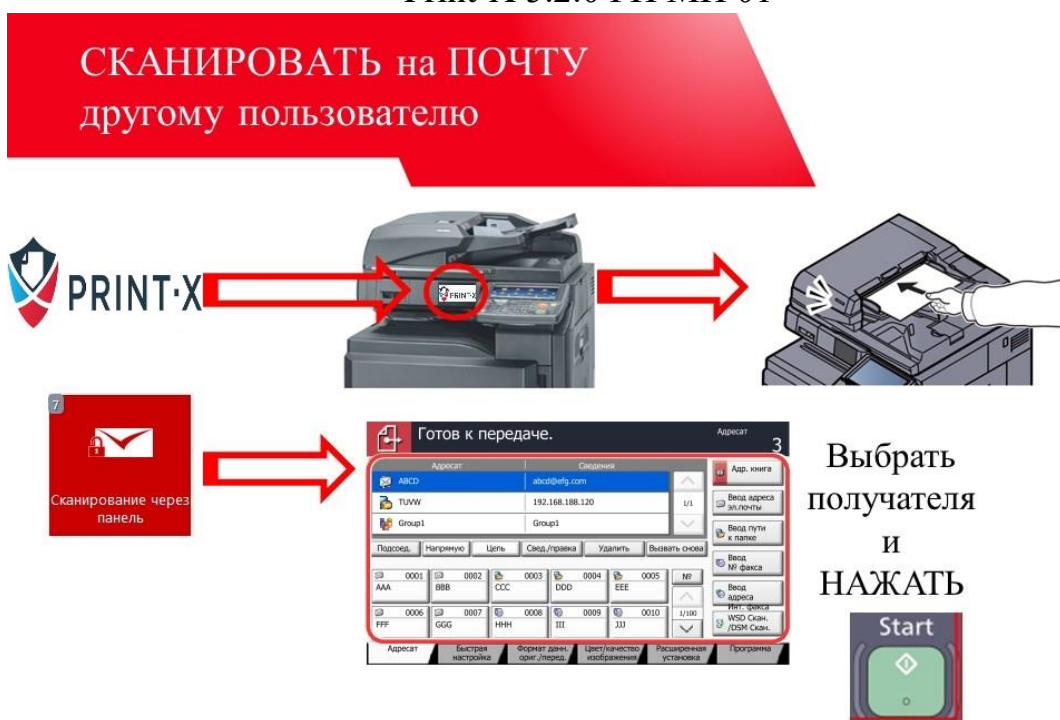 СКАНИРОВАТЬ на ПОЧТУ
другому пользователю
PRINT·X
PRINT·X
7
Сканирование через
панель
Готов к передаче.
Адресат
3
Адресат
Сведения
ABCD
abcd@efg.com
TUVW
192.168.188.120
Group1
Group1
1/1
Подсоед.
Напрямую
Цепь
Свед./правка
Удалить
Вызвать снова
0001
AAA
0002
BBB
0003
CCC
0004
DDD
0005
EEE
№
0006
FFF
0007
GGG
0008
HHH
0009
III
0010
JJJ
1/100
Адр. книга
Ввод адреса
эл.почты
Ввод пути
к папке
Ввод
№ факса
Ввод
адреса
Инт. факса
WSD Скан.
/DSM Скан.
Адресат
Быстрая
настройка
Формат данн.
ориг./перед.
Цвет/качество
изображения
Расширенная
установка
Программа
Выбрать
получателя
и
НАЖАТЬ
Start